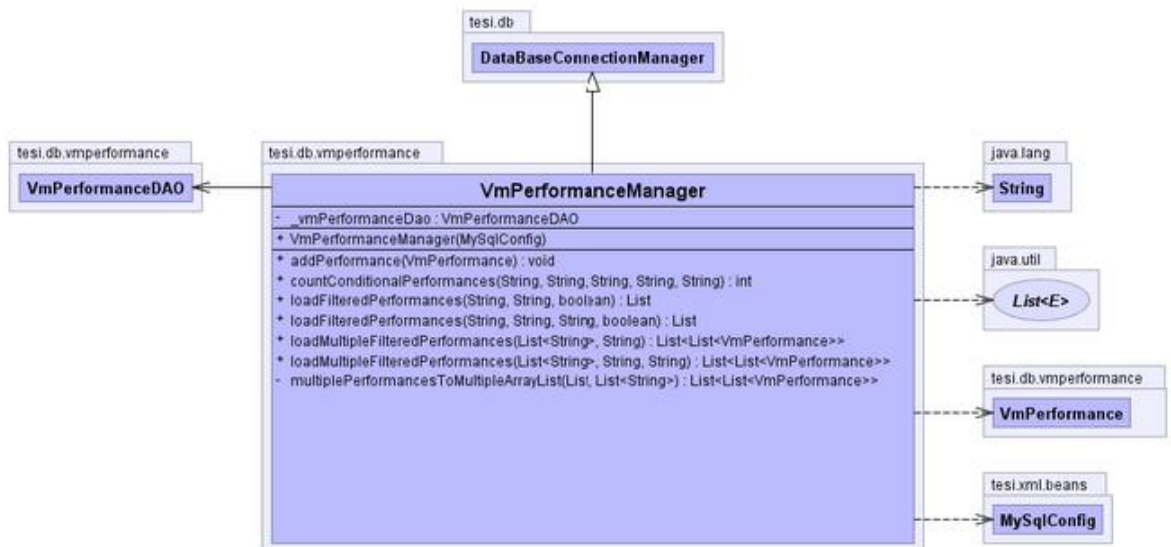 tesi.db
DataBaseConnectionManager
tesi.db.vmperformance
VmPerformanceDAO
tesi.db.vmperformance
VmPerformanceManager
- _vmPerformanceDao : VmPerformanceDAO
+ VmPerformanceManager(MySqlConfig)
+ addPerformance(VmPerformance) : void
+ countConditionalPerformances(String, String, String, String, String) : int
+ loadFilteredPerformances(String, String, boolean) : List
+ loadFilteredPerformances(String, String, String, boolean) : List
+ loadMultipleFilteredPerformances(List<String>, String) : List<List<VmPerformance>>
+ loadMultipleFilteredPerformances(List<String>, String, String) : List<List<VmPerformance>>
- multiplePerformancesToMultipleArrayList(List, List<String>) : List<List<VmPerformance>>
java.lang
String
java.util
List<E>
tesi.db.vmperformance
VmPerformance
tesi.xml.beans
MySqlConfig